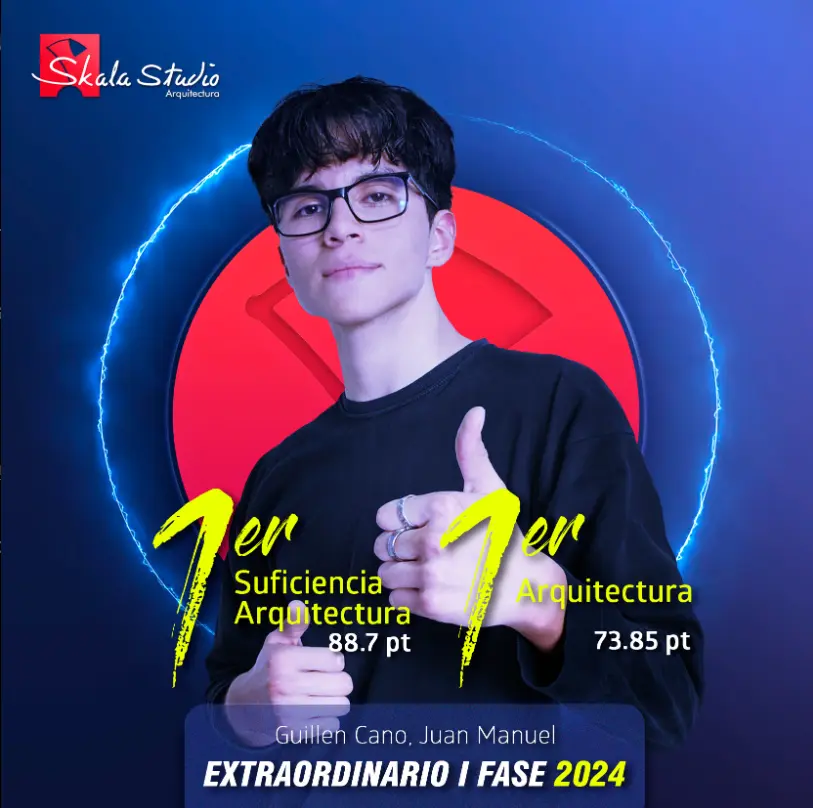 Skala Studio
Arquitectura
1er
Suficiencia
Arquitectura
88.7 pt
1er
Arquitectura
73.85 pt
Guillen Cano, Juan Manuel
EXTRAORDINARIO I FASE 2024